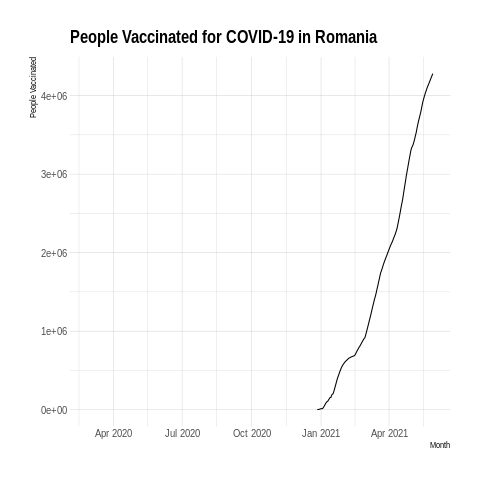 People Vaccinated for COVID-19 in Romania
People Vaccinated
4e+06
3e+06
2e+06
1e+06
0e+00
Apr 2020 Jul 2020 Oct 2020 Jan 2021 Apr 2021
Month